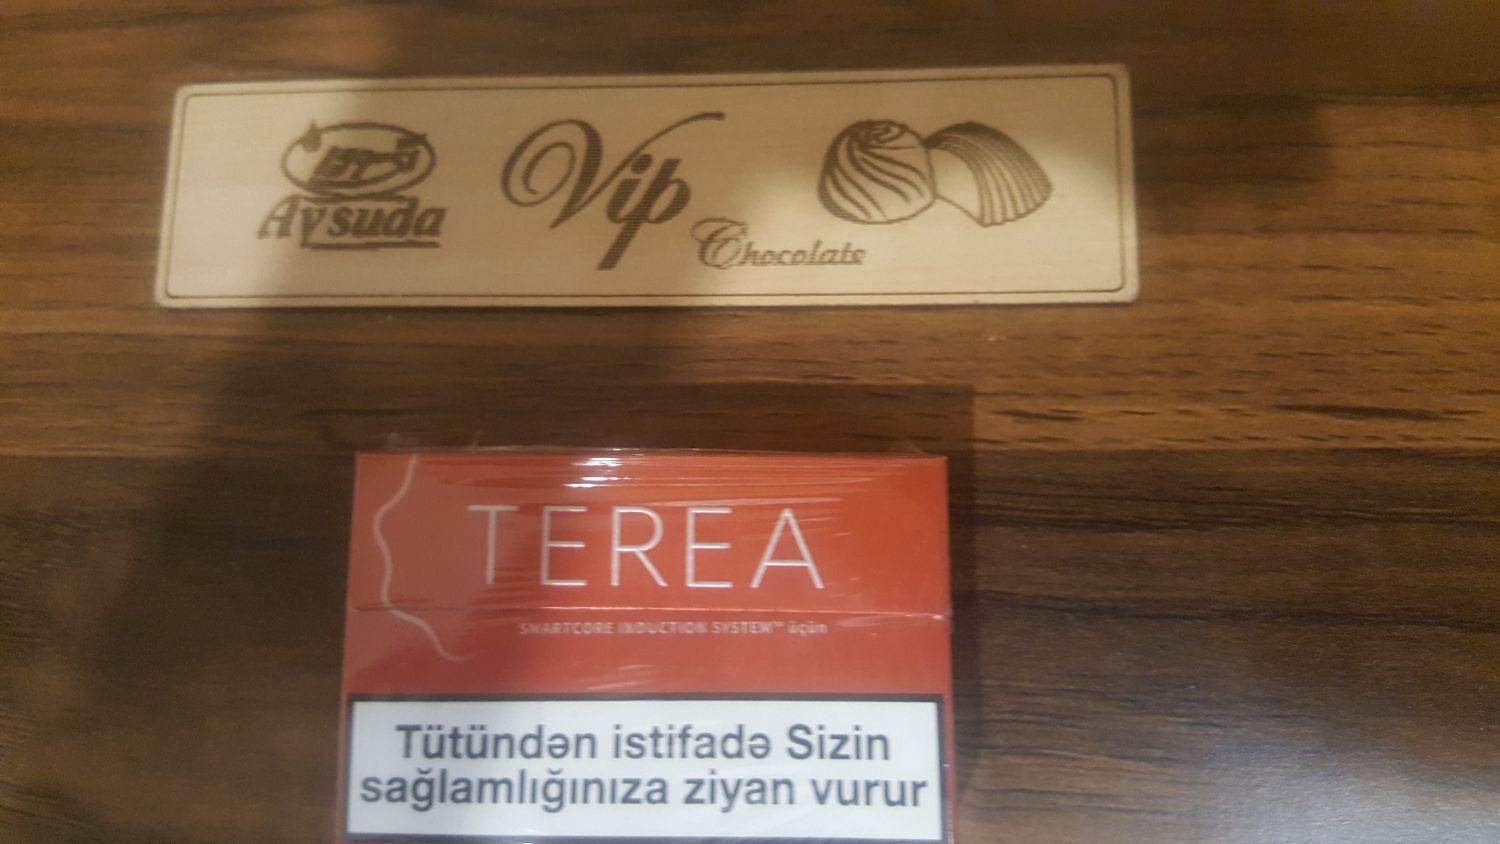 Aysuda
Vip
Chocolate
TEREA
SMARTCORE INDUCTION SYSTEM™ üçün
Tütündən istifadə Sizin
sağlamlığınıza ziyan vurur